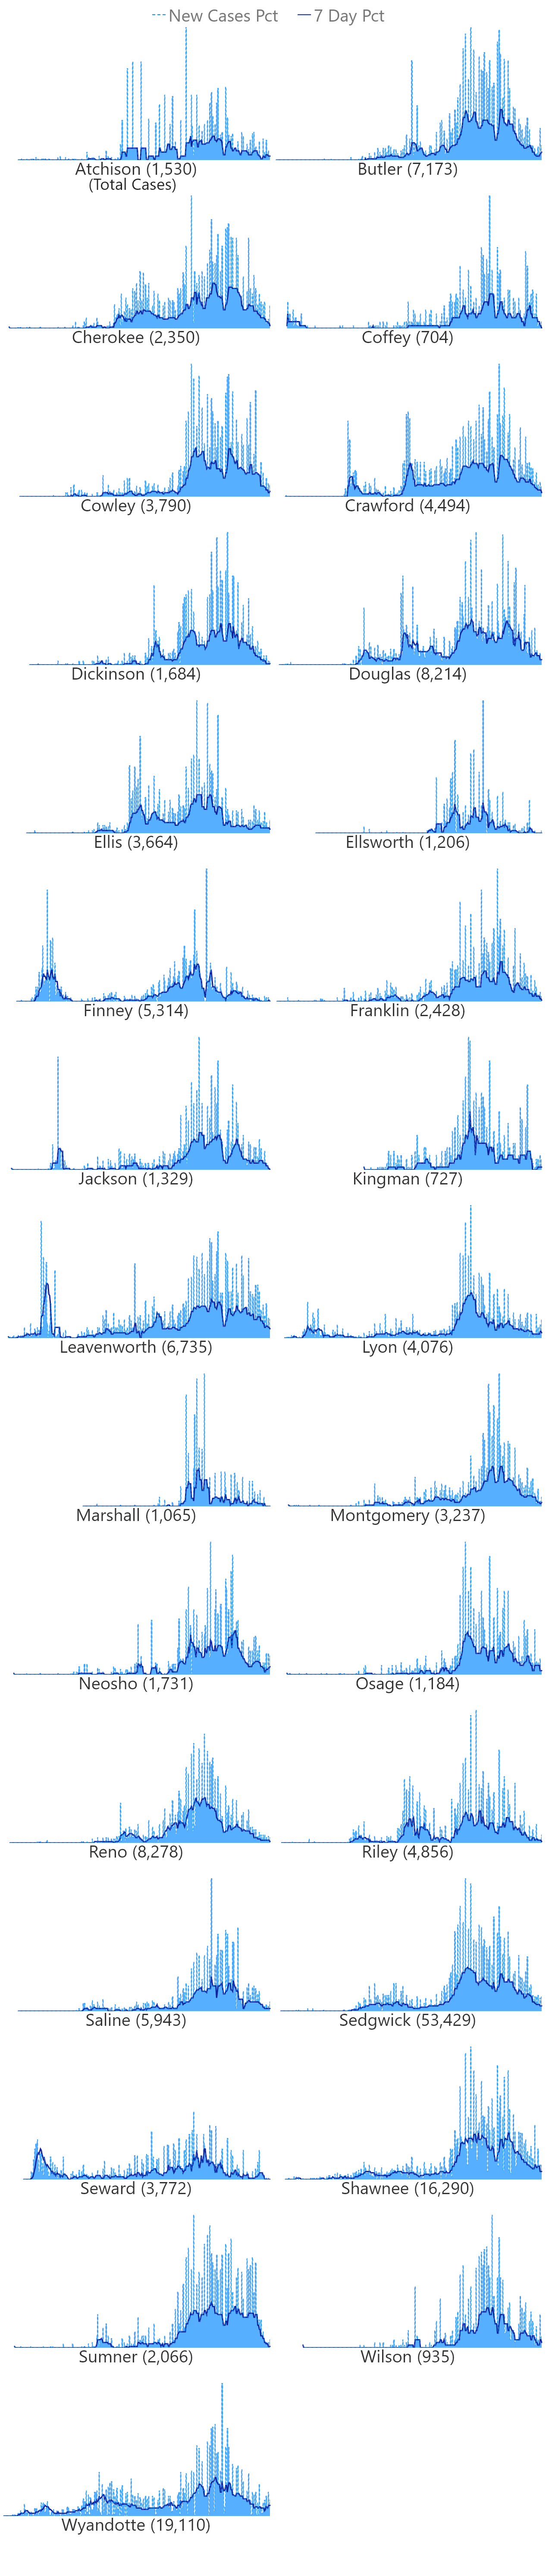 New Cases Pct 7 Day Pct
Atchison (1,530) Butler (7,173)
(Total Cases)
Cherokee (2,350) Coffey (704)
Cowley (3,790) Crawford (4,494)
Dickinson (1,684) Douglas (8,214)
Ellis (3,664) Ellsworth (1,206)
Finney (5,314) Franklin (2,428)
Jackson (1,329) Kingman (727)
Leavenworth (6,735) Lyon (4,076)
Marshall (1,065) Montgomery (3,237)
Neosho (1,731) Osage (1,184)
Reno (8,278) Riley (4,856)
Saline (5,943) Sedgwick (53,429)
Seward (3,772) Shawnee (16,290)
Sumner (2,066) Wilson (935)
Wyandotte (19,110)